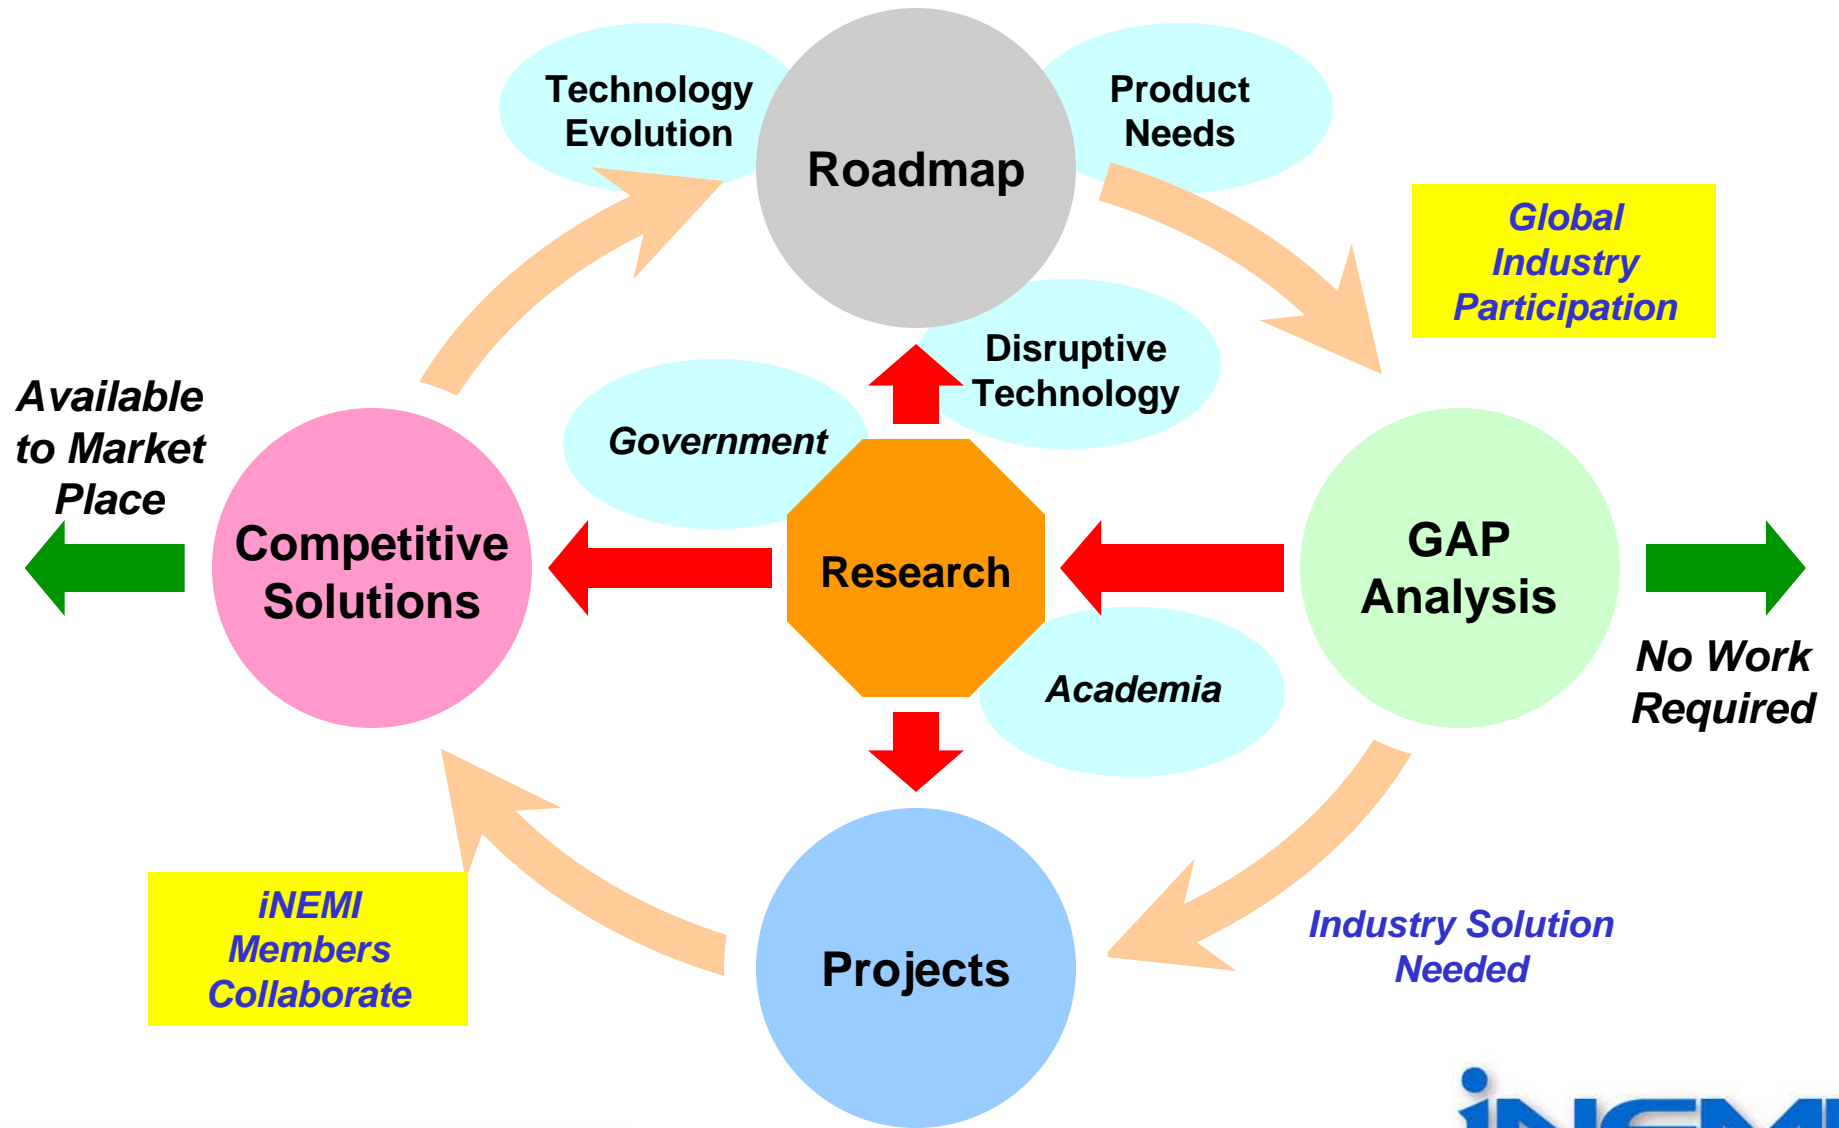 Technology
Evolution
Product
Needs
Roadmap
Global
Industry
Participation
Disruptive
Technology
Available
to Market
Place
Government
Competitive
Solutions
Research
GAP
Analysis
No Work
Required
Academia
iNEMI
Members
Collaborate
Projects
Industry Solution
Needed
iNEMI